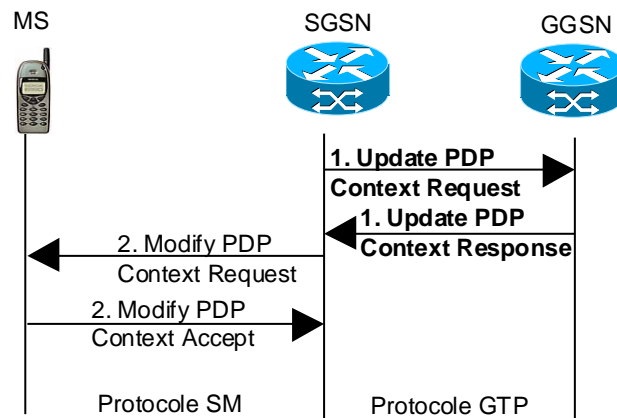 MS
SGSN
GGSN
1. Update PDP
Context Request
1. Update PDP
Context Response
2. Modify PDP
Context Request
2. Modify PDP
Context Accept
Protocole SM
Protocole GTP